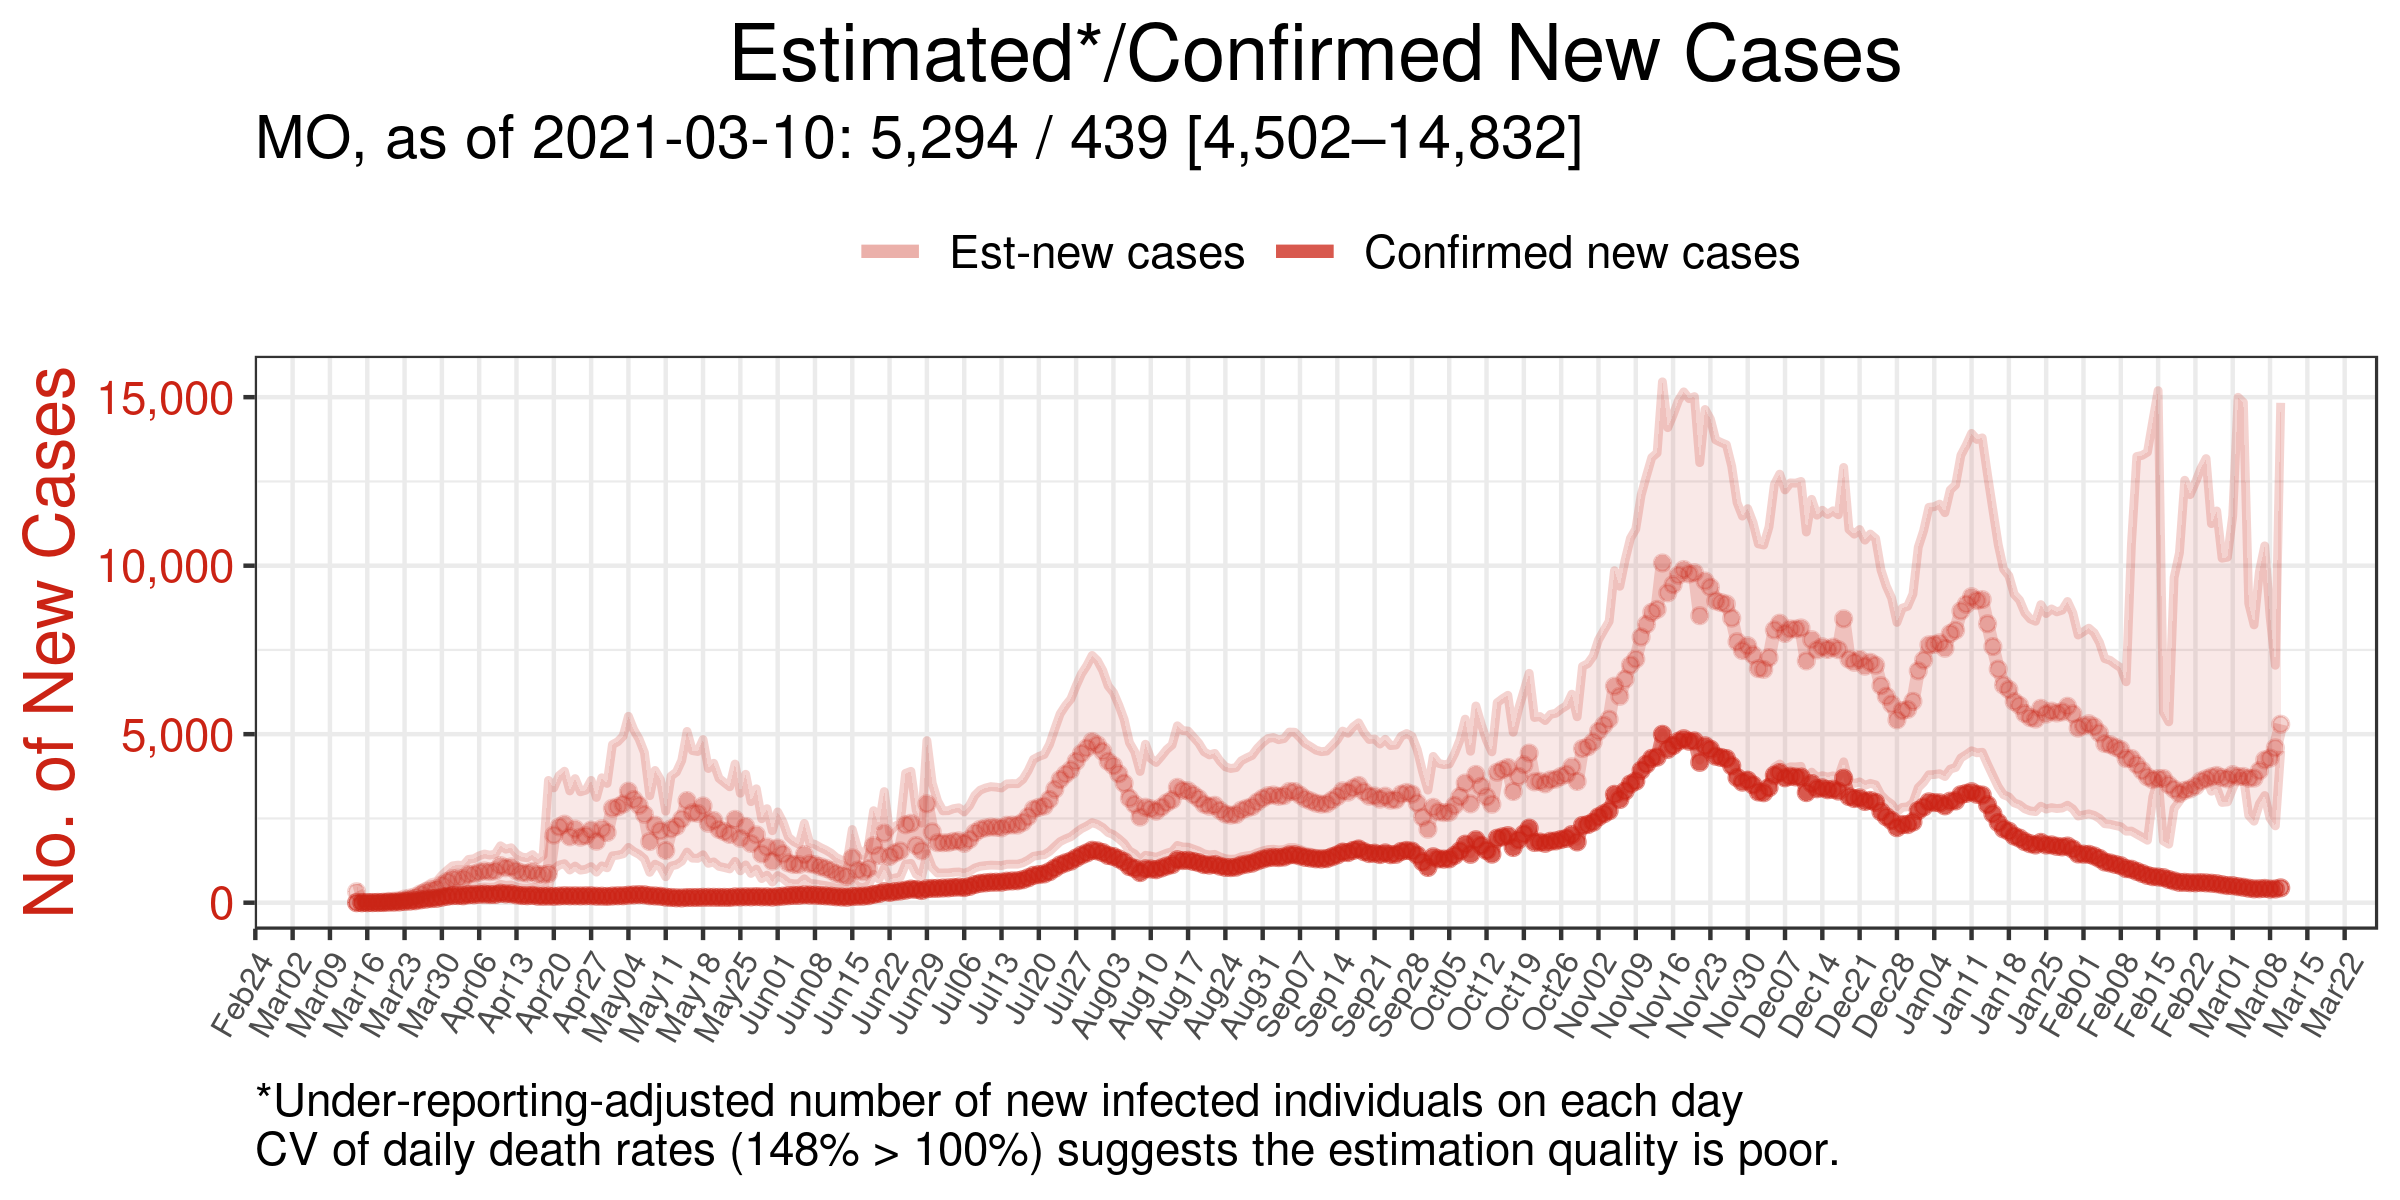 Estimated*/Confirmed New Cases
MO, as of 2021-03-10: 5,294 / 439 [4,502–14,832]
Est-new cases
Confirmed new cases
No. of New Cases
15,000
10,000
5,000
0
Feb24
Mar02
Mar09
Mar16
Mar23
Mar30
Apr06
Apr13
Apr20
Apr27
May04
May11
May18
May25
Jun01
Jun08
Jun15
Jun22
Jun29
Jul06
Jul13
Jul20
Jul27
Aug03
Aug10
Aug17
Aug24
Aug31
Sep07
Sep14
Sep21
Sep28
Oct05
Oct12
Oct19
Oct26
Nov02
Nov09
Nov16
Nov23
Nov30
Dec07
Dec14
Dec21
Dec28
Jan04
Jan11
Jan18
Jan25
Feb01
Feb08
Feb15
Feb22
Mar01
Mar08
Mar15
Mar22
*Under-reporting-adjusted number of new infected individuals on each day
CV of daily death rates (148% > 100%) suggests the estimation quality is poor.